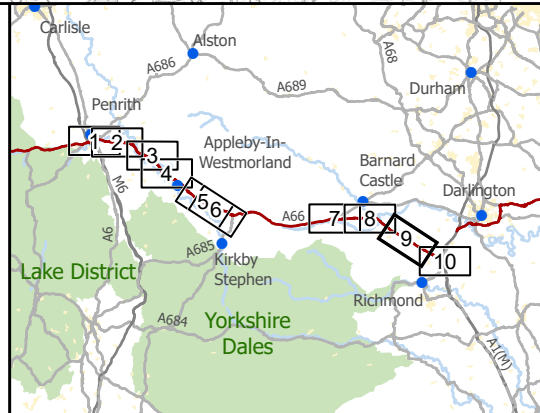 Carlisle
Alston
A686
A68
A689
Durham
Penrith
1
2
3
4
Appleby-In-
Westmorland
Barnard
Castle
Darlington
M6
A6
5
6
A66
7
8
9
10
A685
Kirkby
Stephen
Lake District
Richmond
A684
Yorkshire
Dales
A1(M)